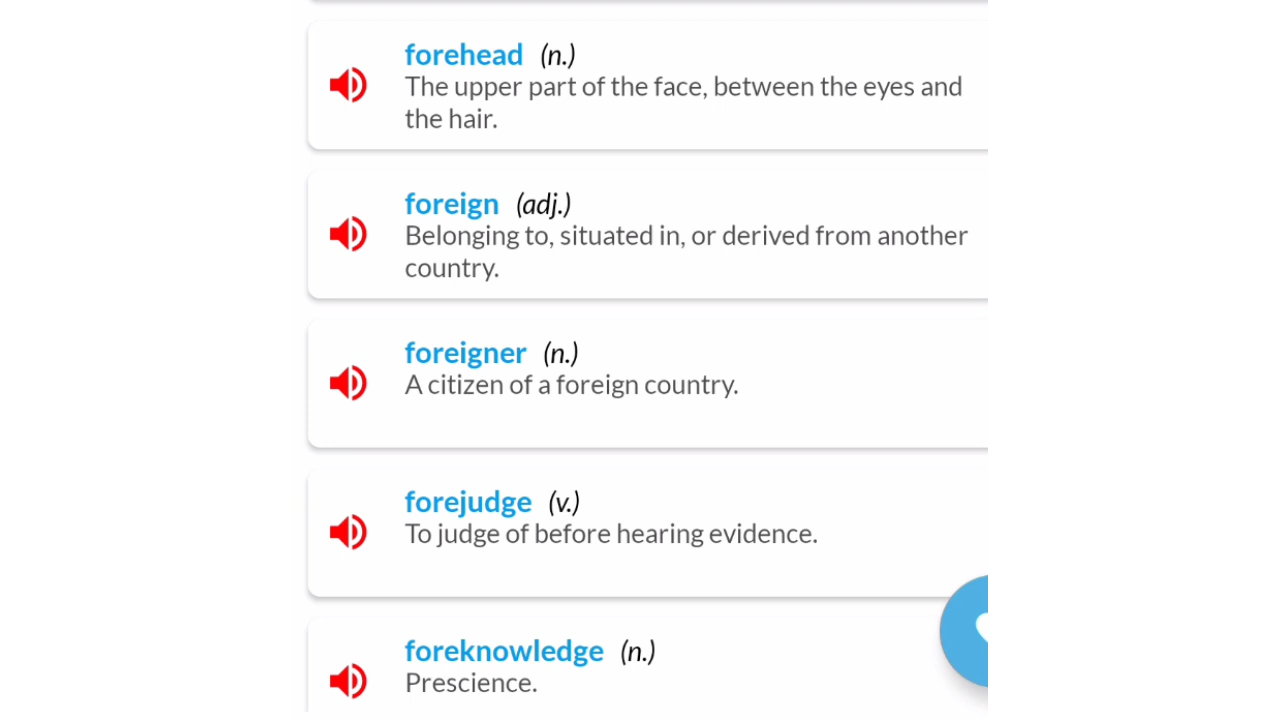 forehead (n.)
The upper part of the face, between the eyes and
the hair.
foreign (adj.)
Belonging to, situated in, or derived from another
country.
foreigner (n.)
A citizen of a foreign country.
forejudge (v.)
To judge of before hearing evidence.
foreknowledge (n.)
Prescience.